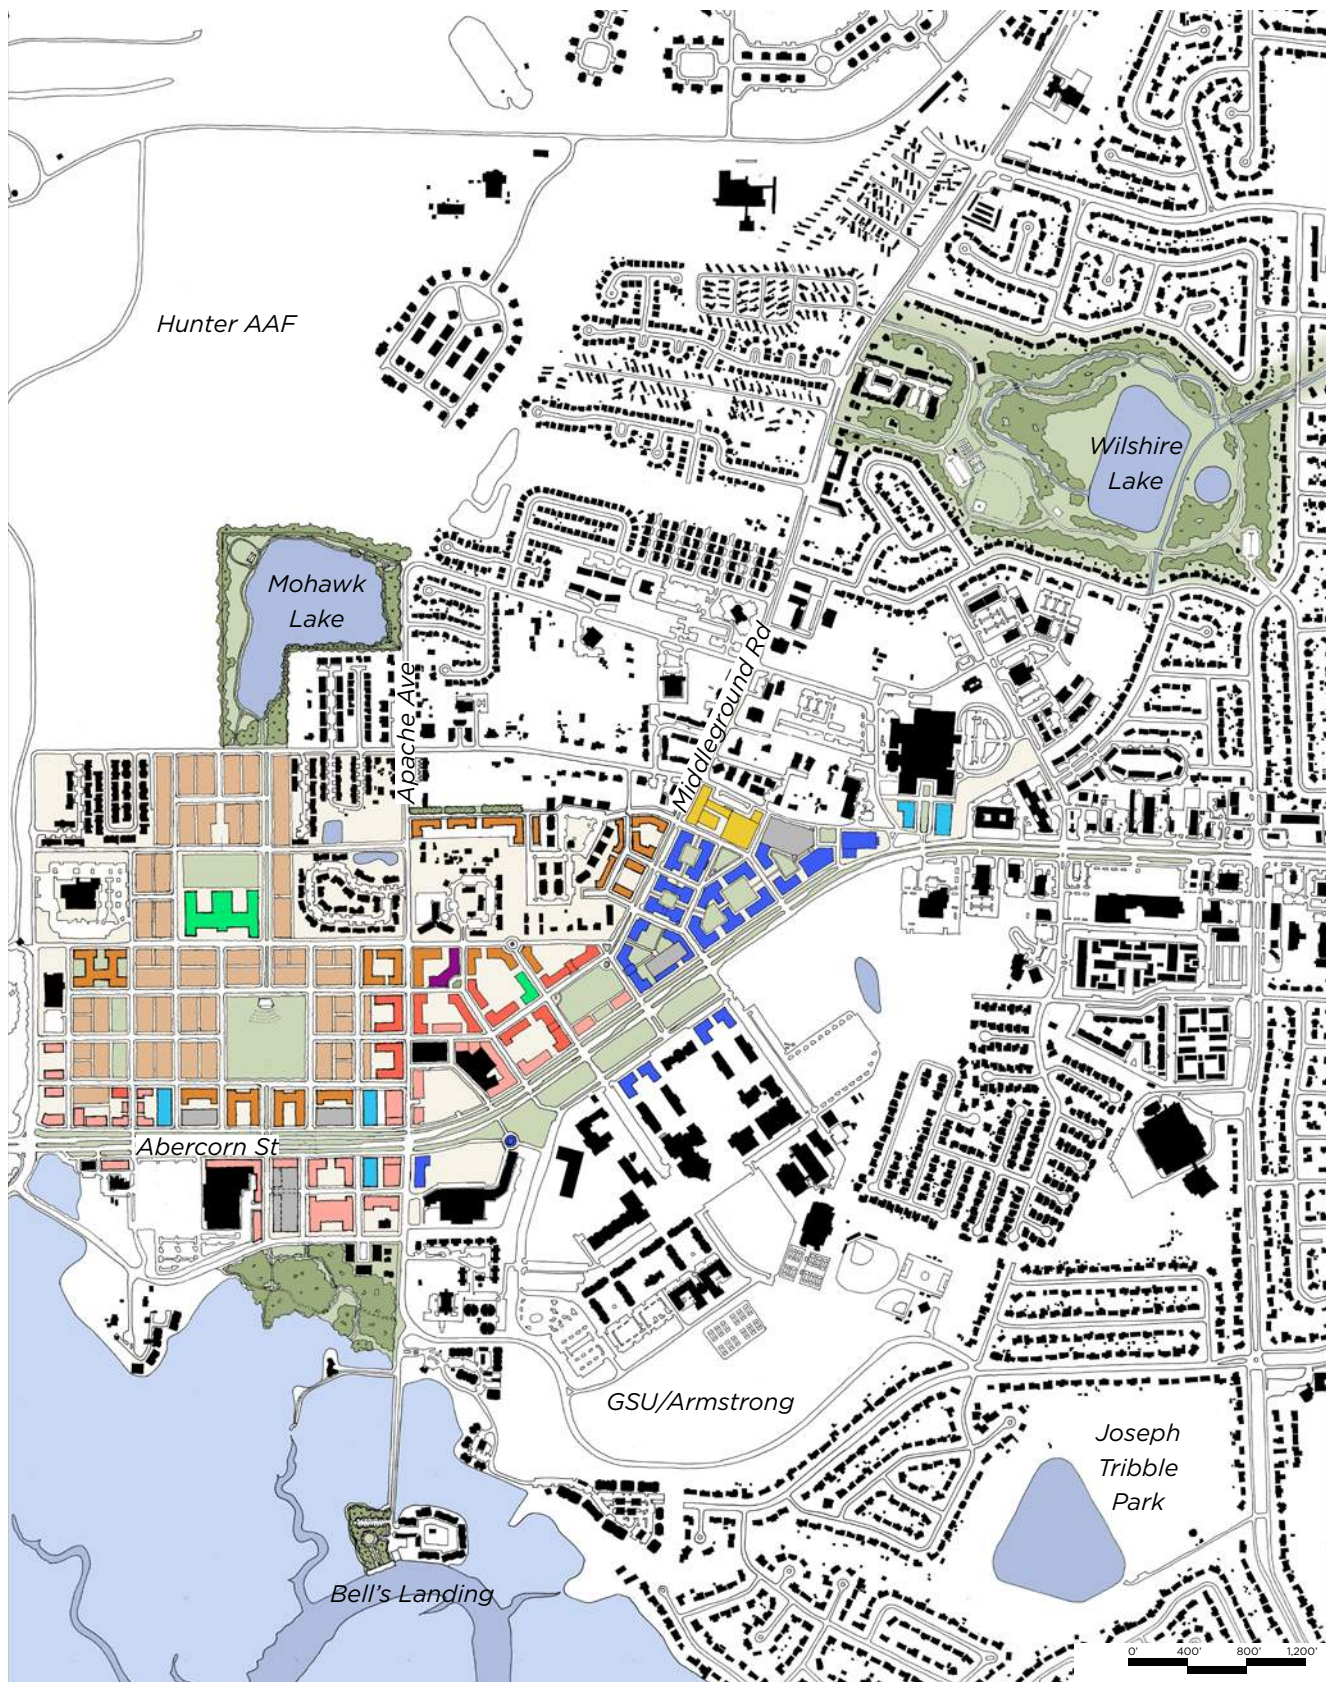 Hunter AAF
Wilshire
Lake
Mohawk
Lake
Middleground Rd
Apache Ave
Abercorn St
GSU/Armstrong
Joseph
Tribble
Park
Bell's Landing
0' 400' 800' 1,200'